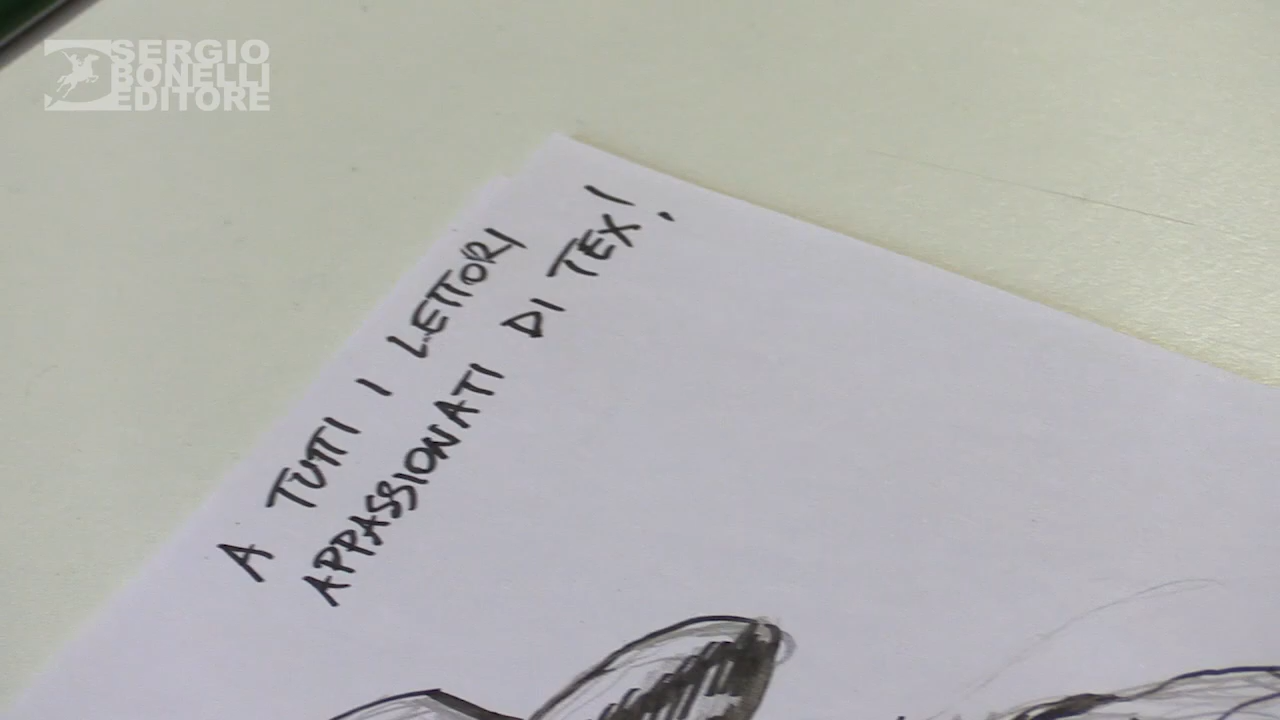 SERGIO
BONELLI
EDITORE
A TUTTI I LETTORI
APPASSIONATI DI TEX!